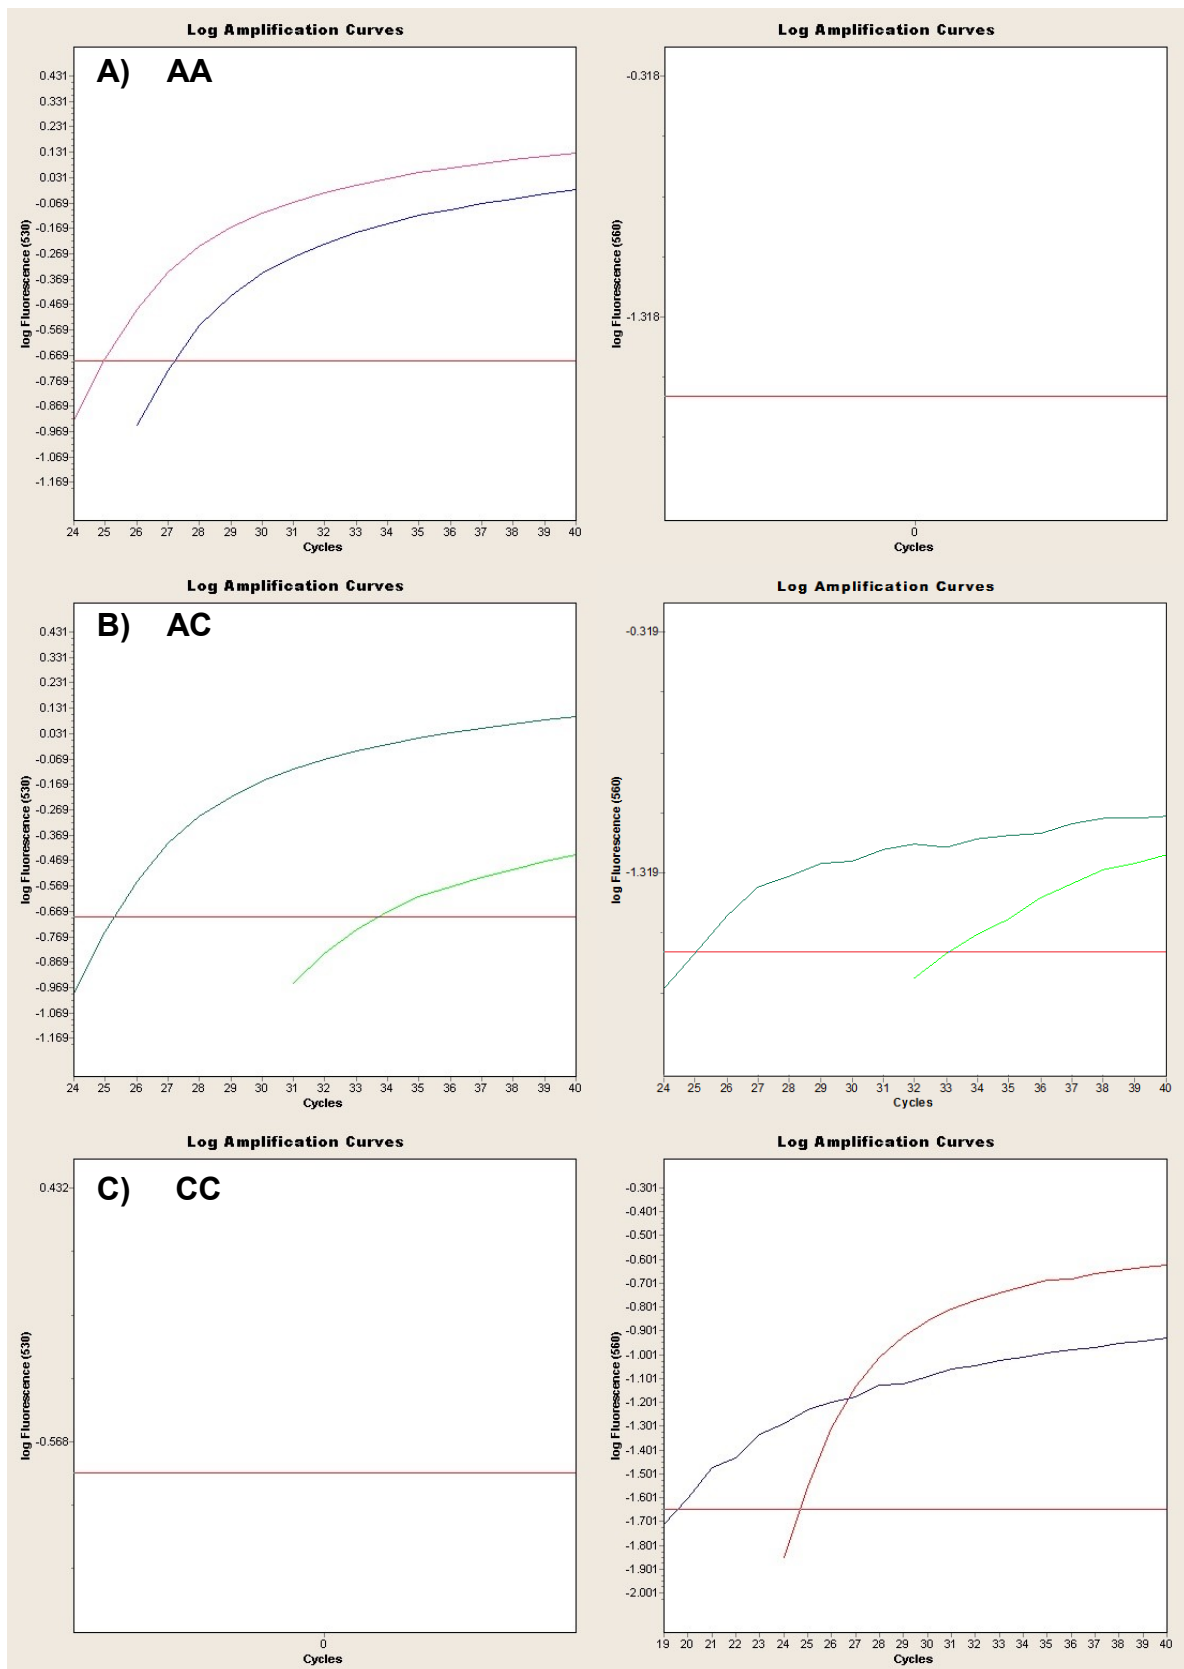 Log Amplification Curves
A) AA
log Fluorescence (530)
0.431
0.331
0.231
0.131
0.031
-0.069
-0.169
-0.269
-0.369
-0.469
-0.569
-0.669
-0.769
-0.869
-0.969
-1.069
-1.169
24 25 26 27 28 29 30 31 32 33 34 35 36 37 38 39 40
Cycles
Log Amplification Curves
log Fluorescence (560)
-0.318
-1.318
0
Cycles
Log Amplification Curves
B) AC
log Fluorescence (530)
0.431
0.331
0.231
0.131
0.031
-0.069
-0.169
-0.269
-0.369
-0.469
-0.569
-0.669
-0.769
-0.869
-0.969
-1.069
-1.169
24 25 26 27 28 29 30 31 32 33 34 35 36 37 38 39 40
Cycles
Log Amplification Curves
log Fluorescence (560)
-0.319
-1.319
24 25 26 27 28 29 30 31 32 33 34 35 36 37 38 39 40
Cycles
Log Amplification Curves
C) CC
log Fluorescence (530)
0.432
-0.568
0
Cycles
Log Amplification Curves
log Fluorescence (560)
-0.301
-0.401
-0.501
-0.601
-0.701
-0.801
-0.901
-1.001
-1.101
-1.201
-1.301
-1.401
-1.501
-1.601
-1.701
-1.801
-1.901
-2.001
19 20 21 22 23 24 25 26 27 28 29 30 31 32 33 34 35 36 37 38 39 40
Cycles